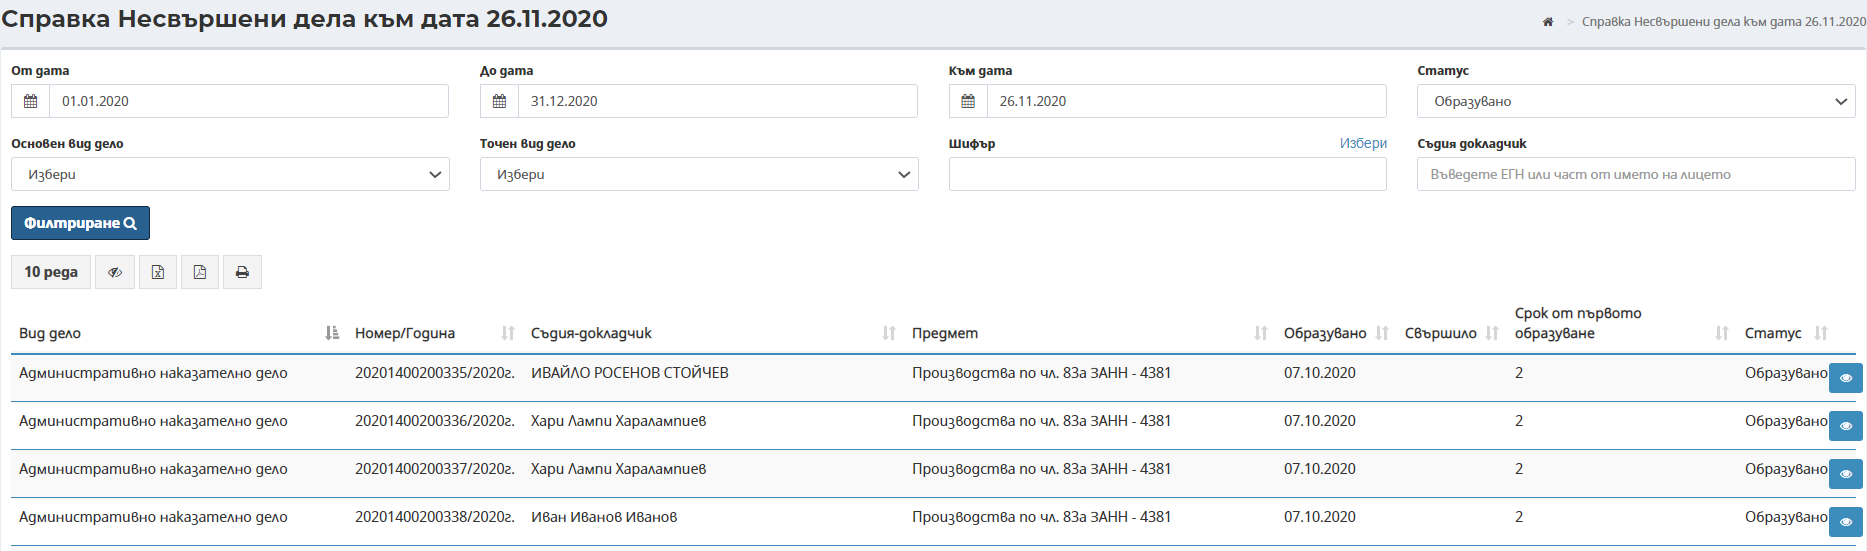 Справка Несвършени дела към дата 26.11.2020
> Справка Несвършени дела към дата 26.11.2020
От дата До дата Към дата Статус
01.01.2020 31.12.2020 26.11.2020 Образувано
Основен вид дело Точен вид дело Шифър Избери Съдия докладчик
Избери Избери Въведете ЕГН или част от името на лицето
Филтриране
10 реда
Срок от първото
Вид дело Номер/Година Съдия-докладчик Предмет Образувано Свършило образуване Статус
Административно наказателно дело 20201400200335/2020г. ИВАЙЛО РОСЕНОВ СТОЙЧЕВ Производства по чл. 83а ЗАНН - 4381 07.10.2020 2 Образувано
Административно наказателно дело 20201400200336/2020г. Хари Лампи Харалампиев Производства по чл. 83а ЗАНН - 4381 07.10.2020 2 Образувано
Административно наказателно дело 20201400200337/2020г. Хари Лампи Харалампиев Производства по чл. 83а ЗАНН - 4381 07.10.2020 2 Образувано
Административно наказателно дело 20201400200338/2020г. Иван Иванов Иванов Производства по чл. 83а ЗАНН - 4381 07.10.2020 2 Образувано